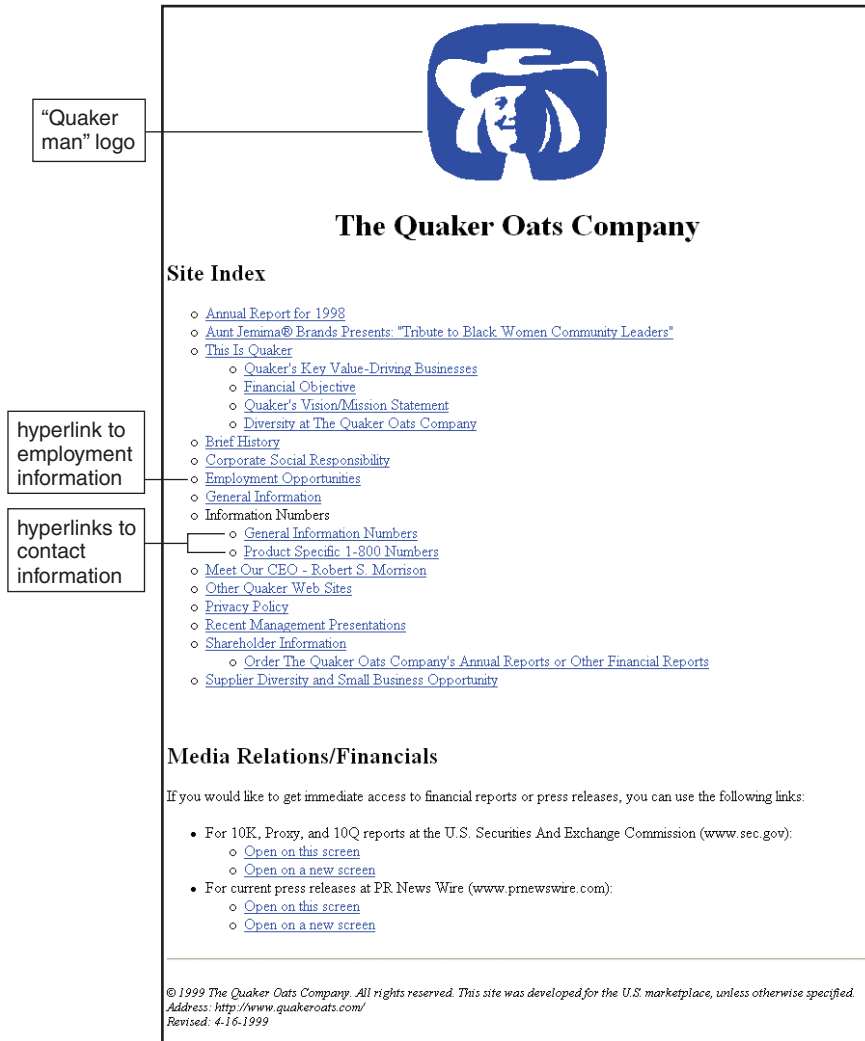 “Quaker
man” logo
The Quaker Oats Company
Site Index
Annual Report for 1998
Aunt Jemima® Brands Presents: "Tribute to Black Women Community Leaders"
This Is Quaker
Quaker's Key Value-Driving Businesses
Financial Objective
Quaker's Vision/Mission Statement
Diversity at The Quaker Oats Company
Brief History
Corporate Social Responsibility
hyperlink to
employment
information
Employment Opportunities
General Information
Information Numbers
hyperlinks to
contact
information
General Information Numbers
Product Specific 1-800 Numbers
Meet Our CEO - Robert S. Morrison
Other Quaker Web Sites
Privacy Policy
Recent Management Presentations
Shareholder Information
Order The Quaker Oats Company's Annual Reports or Other Financial Reports
Supplier Diversity and Small Business Opportunity
Media Relations/Financials
If you would like to get immediate access to financial reports or press releases, you can use the following links:
For 10K, Proxy, and 10Q reports at the U.S. Securities And Exchange Commission (www.sec.gov):
Open on this screen
Open on a new screen
For current press releases at PR News Wire (www.prnewswire.com):
Open on this screen
Open on a new screen
© 1999 The Quaker Oats Company. All rights reserved. This site was developed for the U.S. marketplace, unless otherwise specified.
Address: http://www.quakeroats.com/
Revised: 4-16-1999